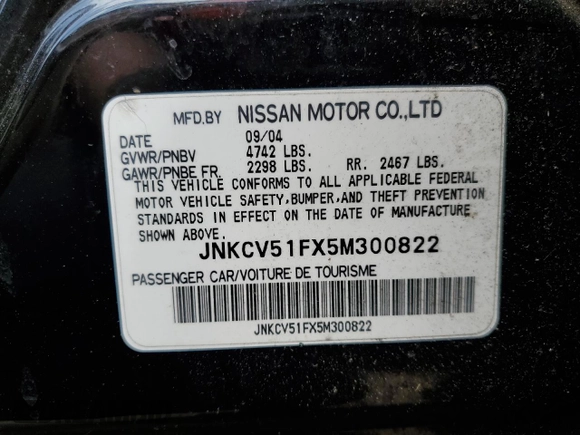 MFD.BY NISSAN MOTOR CO.,LTD
DATE 09/04
GVWR/PNBV 4742 LBS.
GAWR/PNBE FR. 2298 LBS. RR. 2467 LBS.
THIS VEHICLE CONFORMS TO ALL APPLICABLE FEDERAL
MOTOR VEHICLE SAFETY,BUMPER,AND THEFT PREVENTION
STANDARDS IN EFFECT ON THE DATE OF MANUFACTURE
SHOWN ABOVE.
JNKCV51FX5M300822
PASSENGER CAR/VOITURE DE TOURISME
JNKCV51FX5M300822